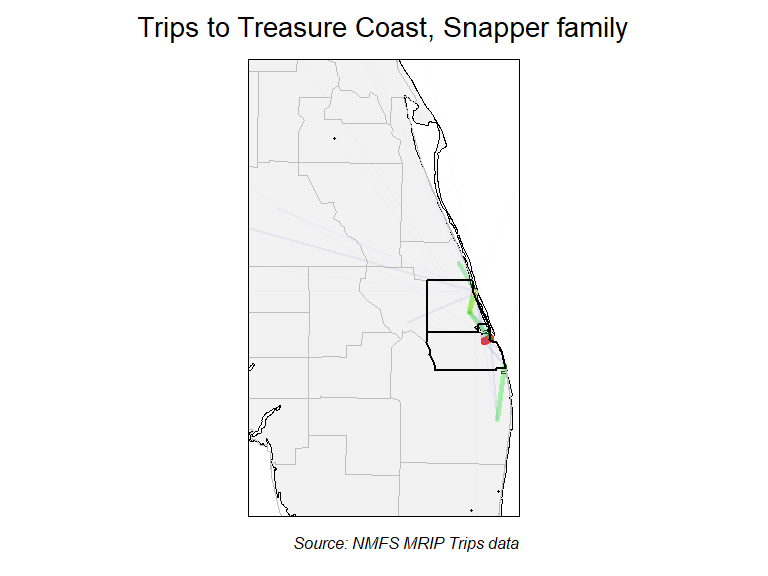 Trips to Treasure Coast, Snapper family
Source: NMFS MRIP Trips data